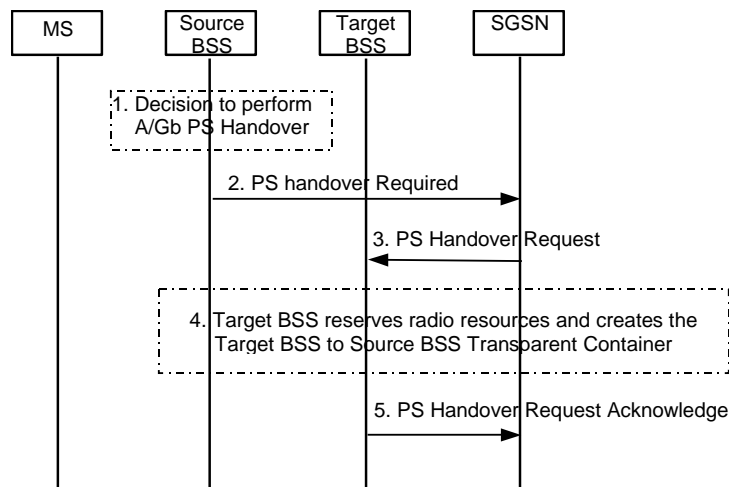 MS
Source
BSS
Target
BSS
SGSN
1. Decision to perform
A/Gb PS Handover
2. PS handover Required
3. PS Handover Request
4. Target BSS reserves radio resources and creates the
Target BSS to Source BSS Transparent Container
5. PS Handover Request Acknowledge